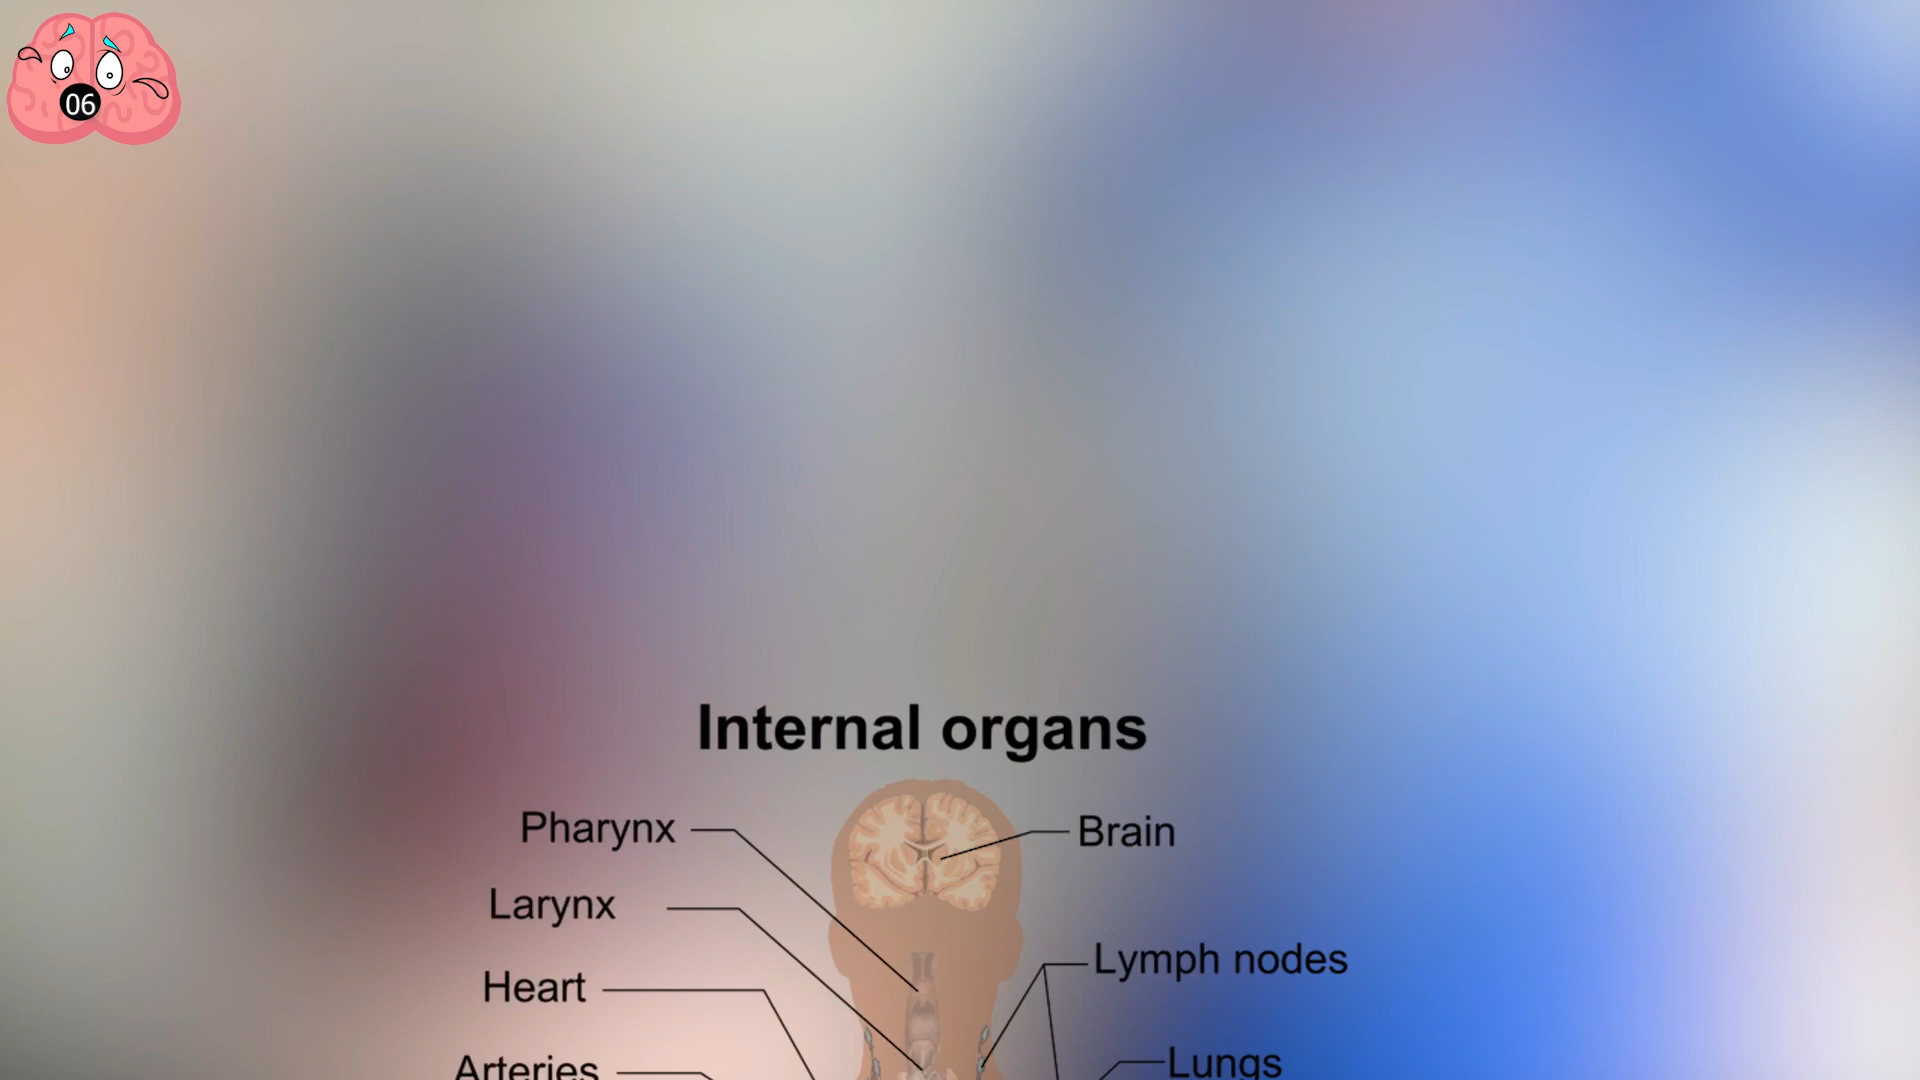 06
Internal organs
Pharynx
Brain
Larynx
Lymph nodes
Heart
Lungs
Arteries